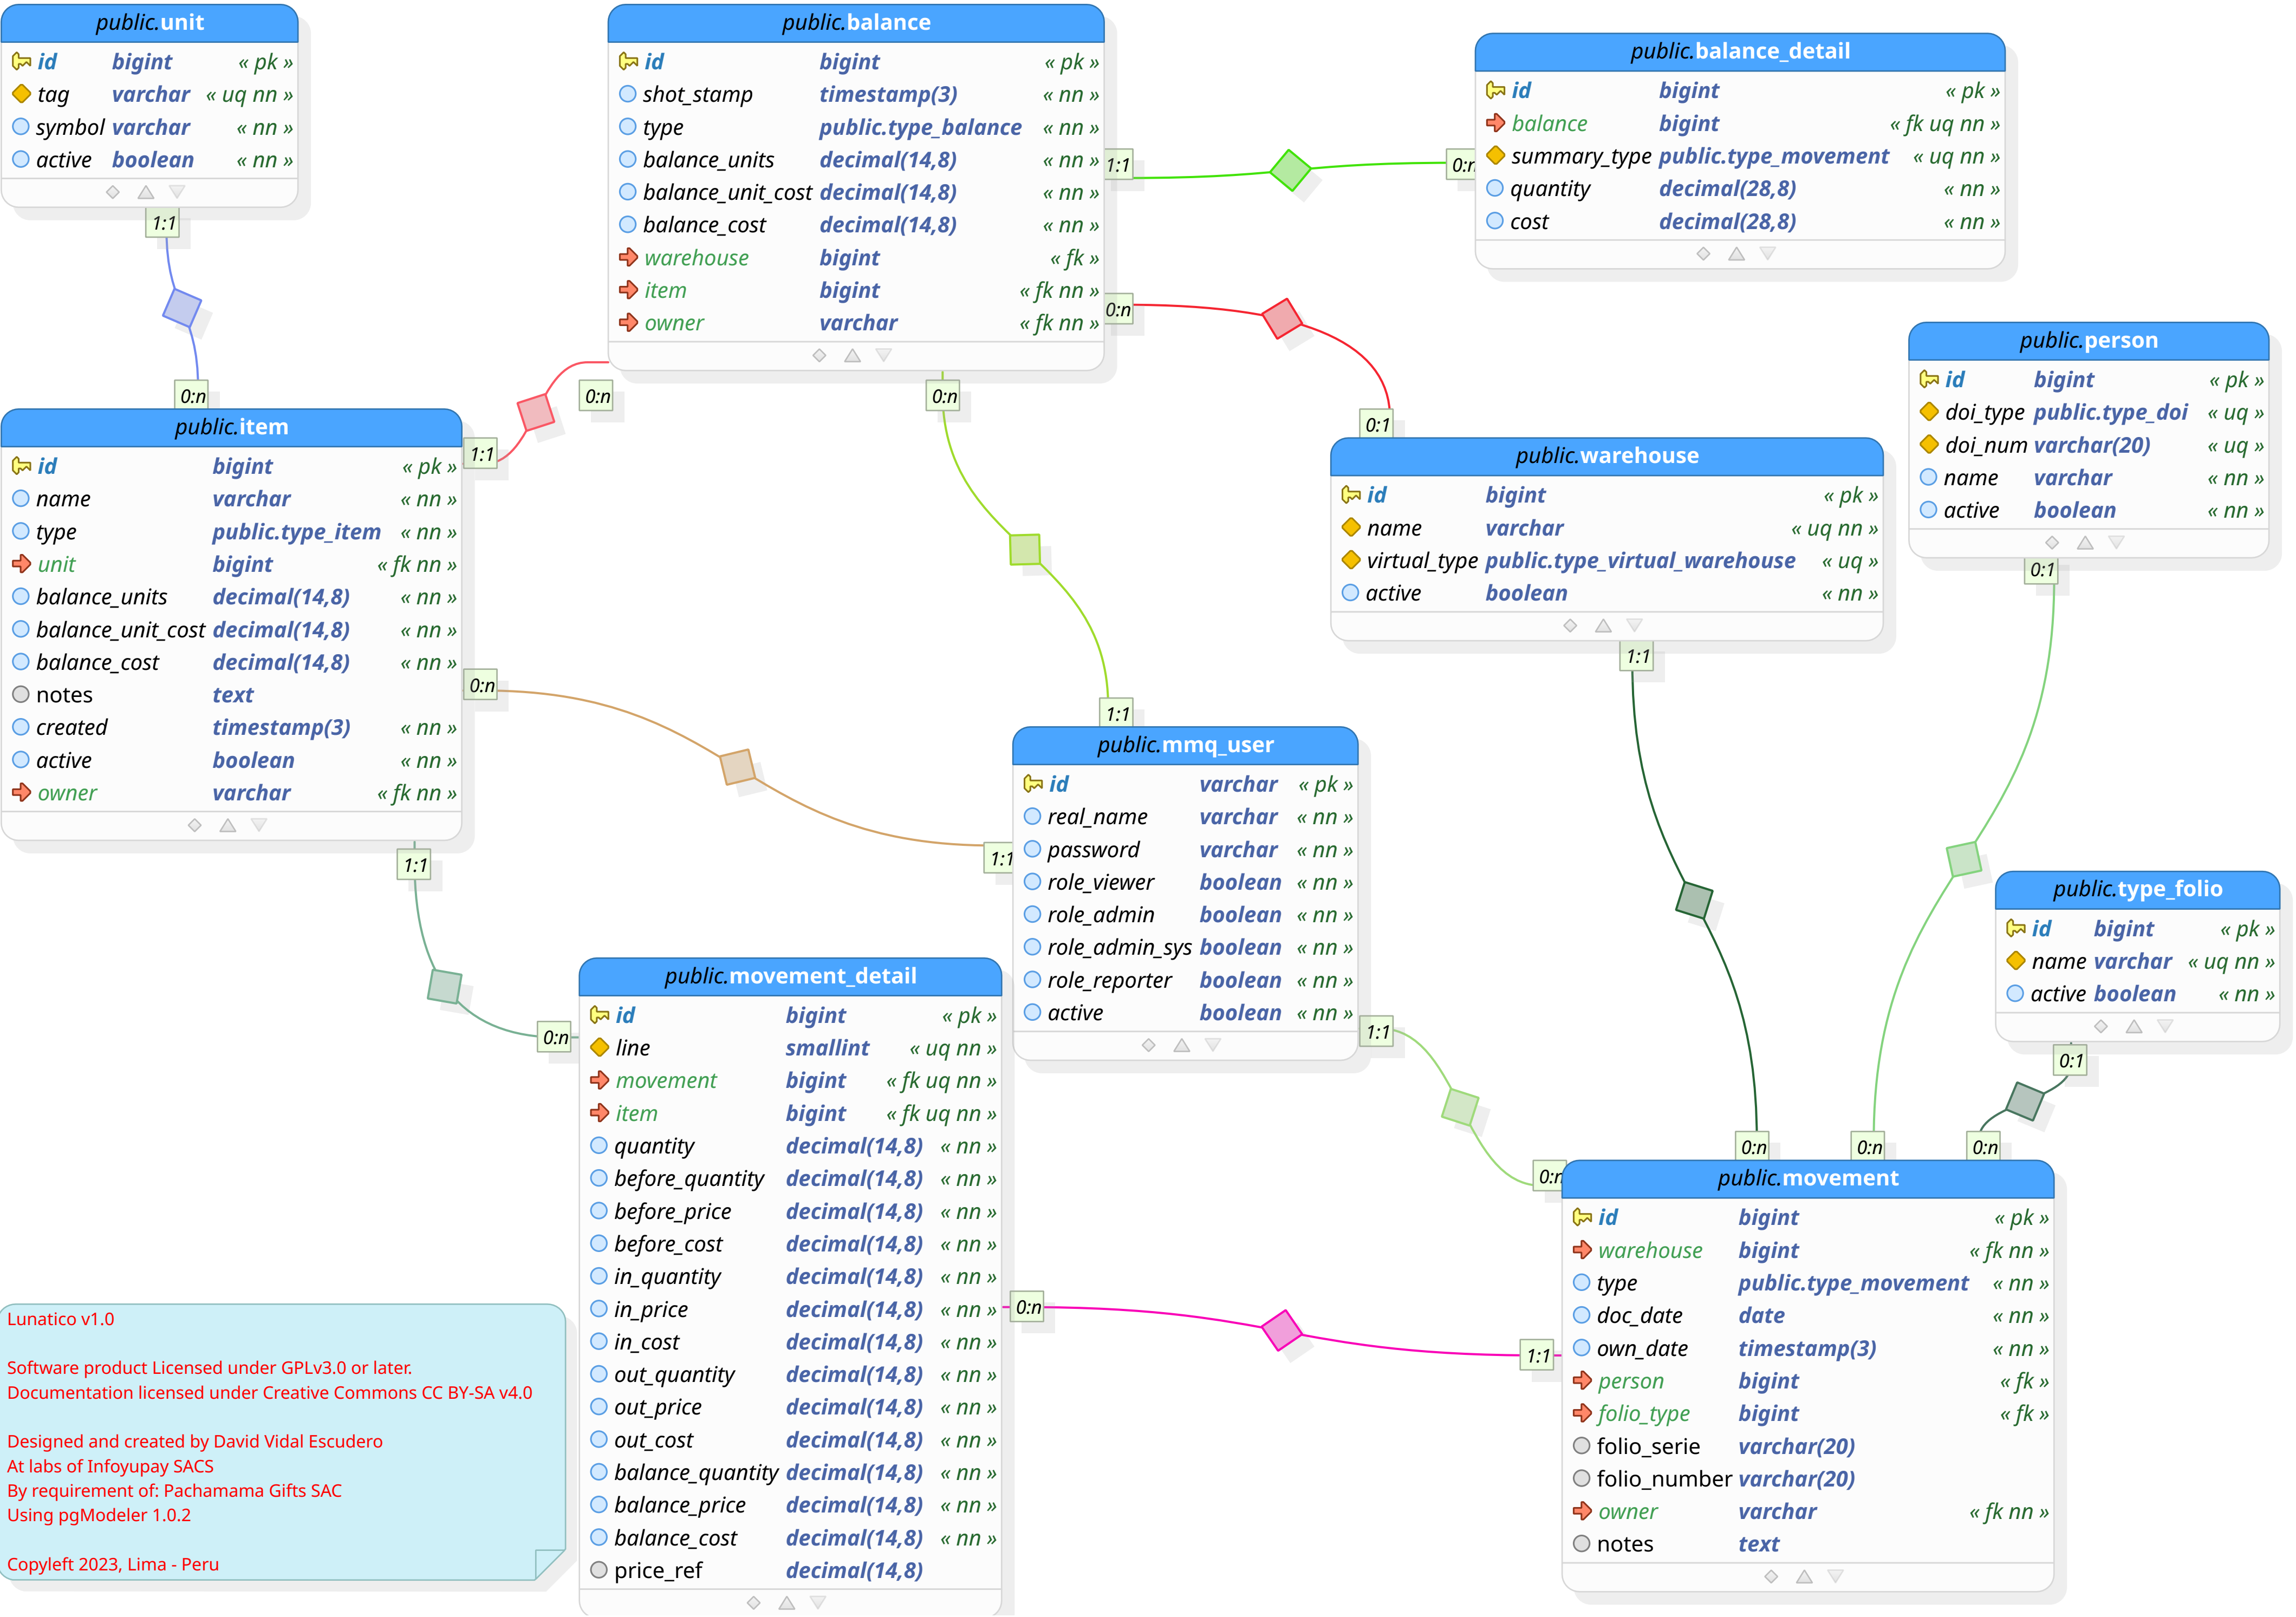 public.unit
id bigint « pk »
tag varchar « uq nn »
symbol varchar « nn »
active boolean « nn »
1:1
0:n
public.balance
id bigint « pk »
shot_stamp timestamp(3) « nn »
type public.type_balance « nn »
balance_units decimal(14,8) « nn »
balance_unit_cost decimal(14,8) « nn »
balance_cost decimal(14,8) « nn »
warehouse bigint « fk »
item bigint « fk nn »
owner varchar « fk nn »
1:1
0:n
0:n
0:n
0:n
public.balance_detail
id bigint « pk »
balance bigint « fk uq nn »
summary_type public.type_movement « uq nn »
quantity decimal(28,8) « nn »
cost decimal(28,8) « nn »
0:1
public.person
id bigint « pk »
doi_type public.type_doi « uq »
doi_num varchar(20) « uq »
name varchar « nn »
active boolean « nn »
0:1
public.item
id bigint « pk »
name varchar « nn »
type public.type_item « nn »
unit bigint « fk nn »
balance_units decimal(14,8) « nn »
balance_unit_cost decimal(14,8) « nn »
balance_cost decimal(14,8) « nn »
notes text
created timestamp(3) « nn »
active boolean « nn »
owner varchar « fk nn »
1:1
0:n
1:1
public.warehouse
id bigint « pk »
name varchar « uq nn »
virtual_type public.type_virtual_warehouse « uq »
active boolean « nn »
1:1
1:1
1:1
public.mmq_user
id varchar « pk »
real_name varchar « nn »
password varchar « nn »
role_viewer boolean « nn »
role_admin boolean « nn »
role_admin_sys boolean « nn »
role_reporter boolean « nn »
active boolean « nn »
1:1
public.type_folio
id bigint « pk »
name varchar « uq nn »
active boolean « nn »
0:1
0:n
public.movement_detail
id bigint « pk »
line smallint « uq nn »
movement bigint « fk uq nn »
item bigint « fk uq nn »
quantity decimal(14,8) « nn »
before_quantity decimal(14,8) « nn »
before_price decimal(14,8) « nn »
before_cost decimal(14,8) « nn »
in_quantity decimal(14,8) « nn »
in_price decimal(14,8) « nn »
in_cost decimal(14,8) « nn »
out_quantity decimal(14,8) « nn »
out_price decimal(14,8) « nn »
out_cost decimal(14,8) « nn »
balance_quantity decimal(14,8) « nn »
balance_price decimal(14,8) « nn »
balance_cost decimal(14,8) « nn »
price_ref decimal(14,8)
0:n
1:1
0:n
0:n
0:n
0:n
public.movement
id bigint « pk »
warehouse bigint « fk nn »
type public.type_movement « nn »
doc_date date « nn »
own_date timestamp(3) « nn »
person bigint « fk »
folio_type bigint « fk »
folio_serie varchar(20)
folio_number varchar(20)
owner varchar « fk nn »
notes text
Lunatico v1.0
Software product Licensed under GPLv3.0 or later.
Documentation licensed under Creative Commons CC BY-SA v4.0
Designed and created by David Vidal Escudero
At labs of Infoyupay SACS
By requirement of: Pachamama Gifts SAC
Using pgModeler 1.0.2
Copyleft 2023, Lima - Peru